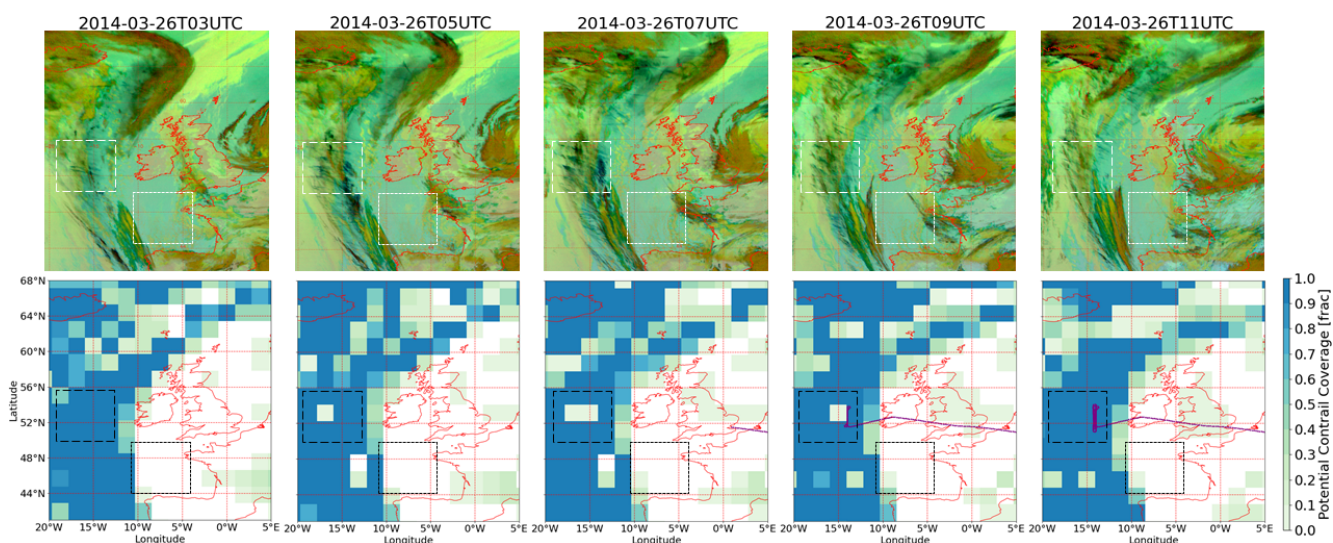 2014-03-26T03UTC
2014-03-26T05UTC
2014-03-26T07UTC
2014-03-26T09UTC
2014-03-26T11UTC
68°N
64°N
60°N
56°N
52°N
48°N
44°N
Latitude
20°W 15°W 10°W 5°W 0°W 5°E
Longitude
20°W 15°W 10°W 5°W 0°W 5°E
Longitude
20°W 15°W 10°W 5°W 0°W 5°E
Longitude
20°W 15°W 10°W 5°W 0°W 5°E
Longitude
20°W 15°W 10°W 5°W 0°W 5°E
Longitude
1.0
0.9
0.8
0.7
0.6
0.5
0.4
0.3
0.2
0.1
0.0
Potential Contrail Coverage [frac]